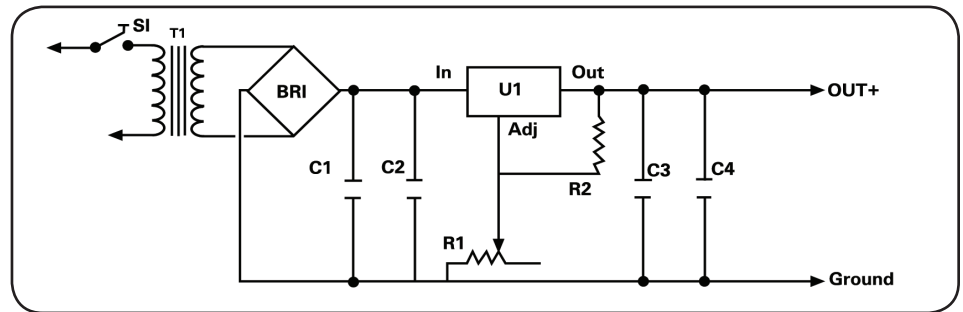 SI
T1
BRI
In
U1
Out
OUT+
Adj
C1
C2
R2
C3
C4
R1
Ground